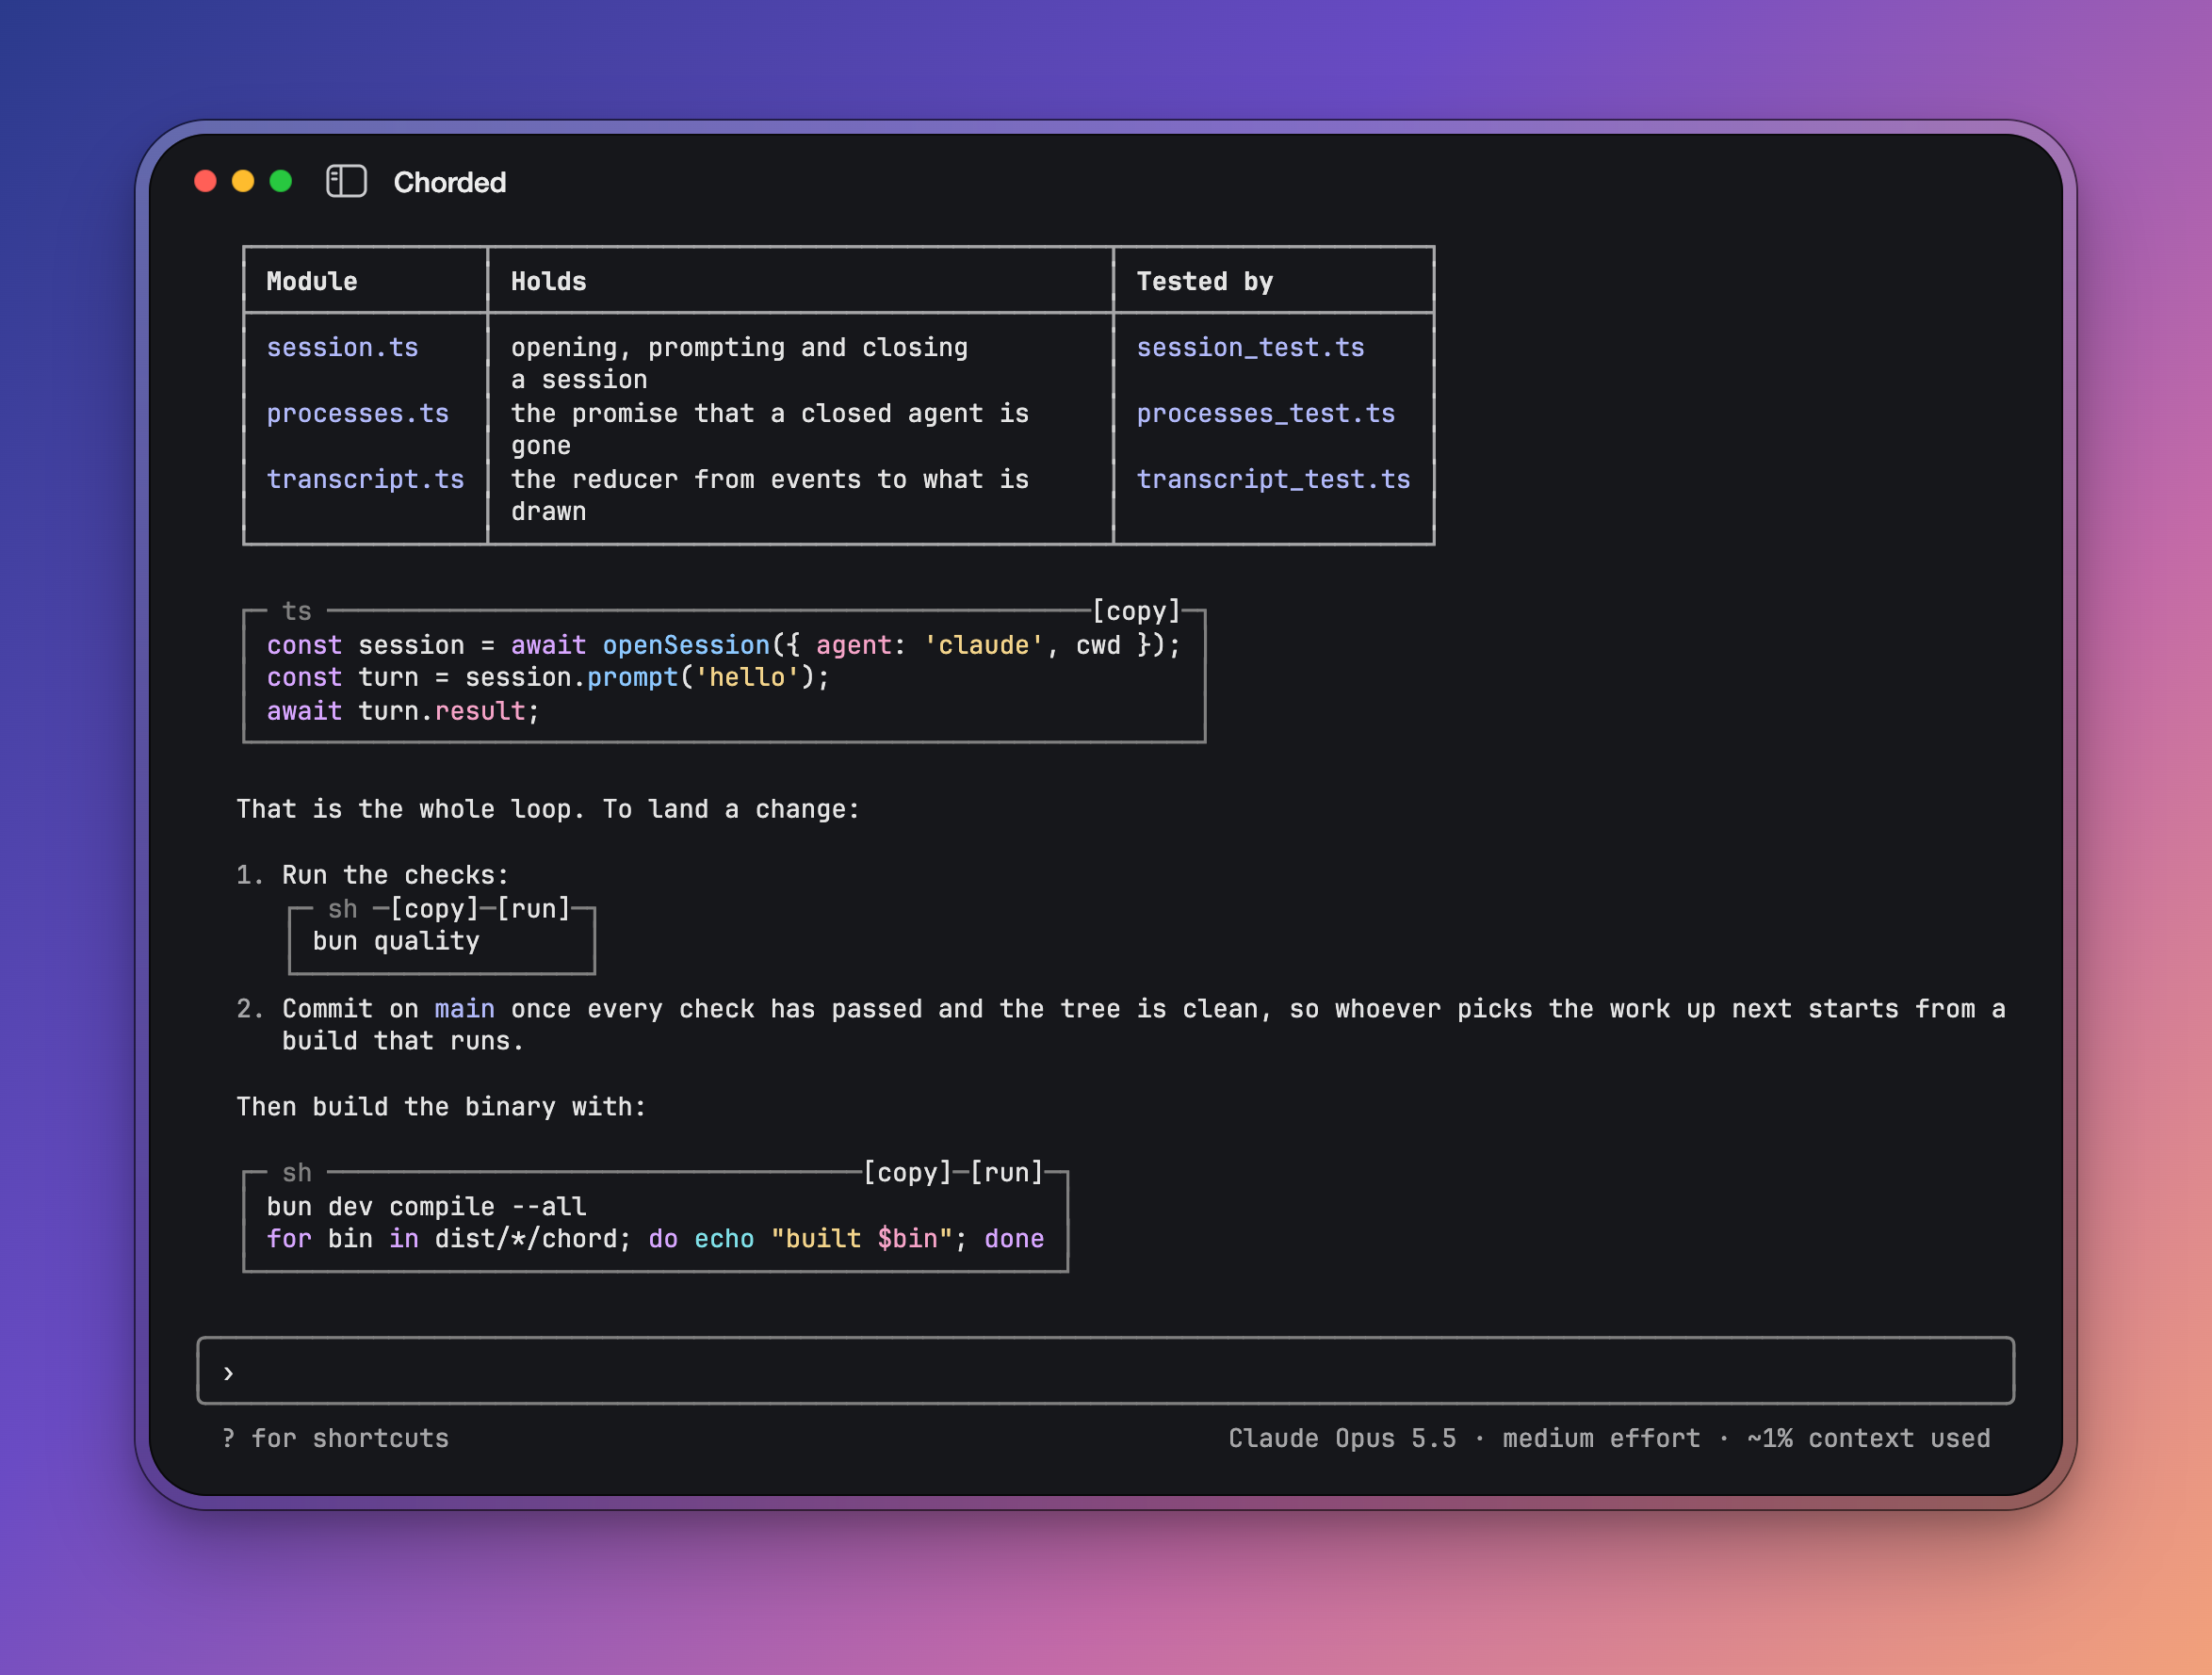 Chorded
Module Holds Tested by
session.ts opening, prompting and closing session_test.ts
a session
processes.ts the promise that a closed agent is processes_test.ts
gone
transcript.ts the reducer from events to what is transcript_test.ts
drawn
ts [copy]
const session = await openSession({ agent: 'claude', cwd });
const turn = session.prompt('hello');
await turn.result;
That is the whole loop. To land a change:
1. Run the checks:
sh [copy] [run]
bun quality
2. Commit on main once every check has passed and the tree is clean, so whoever picks the work up next starts from a
build that runs.
Then build the binary with:
sh [copy] [run]
bun dev compile --all
for bin in dist/*/chord; do echo "built $bin"; done
›
? for shortcuts Claude Opus 5.5 · medium effort · ~1% context used